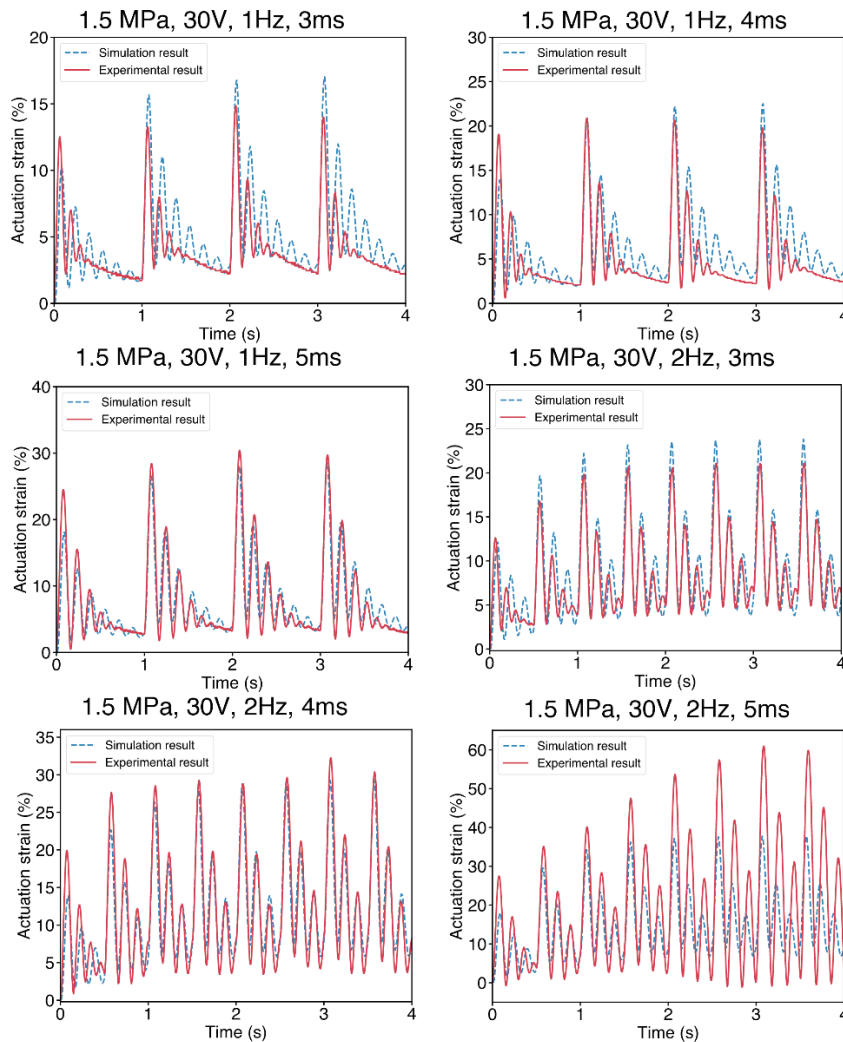 1.5 MPa, 30V, 1Hz, 3ms
20
15
10
5
0
Actuation strain (%)
Simulation result
Experimental result
0 1 2 3 4
Time (s)
1.5 MPa, 30V, 1Hz, 4ms
30
25
20
15
10
5
0
Actuation strain (%)
Simulation result
Experimental result
0 1 2 3 4
Time (s)
1.5 MPa, 30V, 1Hz, 5ms
40
30
20
10
0
Actuation strain (%)
Simulation result
Experimental result
0 1 2 3 4
Time (s)
1.5 MPa, 30V, 2Hz, 3ms
30
25
20
15
10
5
0
Actuation strain (%)
Simulation result
Experimental result
0 1 2 3 4
Time (s)
1.5 MPa, 30V, 2Hz, 4ms
35
30
25
20
15
10
5
0
Actuation strain (%)
Simulation result
Experimental result
0 1 2 3 4
Time (s)
1.5 MPa, 30V, 2Hz, 5ms
60
50
40
30
20
10
0
Actuation strain (%)
Simulation result
Experimental result
0 1 2 3 4
Time (s)